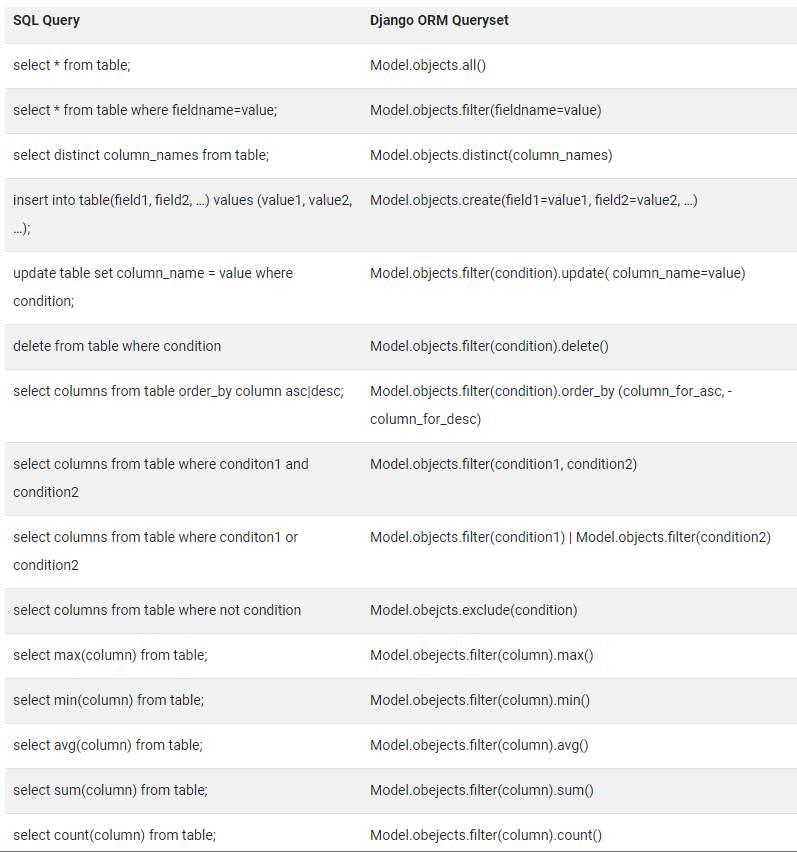 SQL Query Django ORM Queryset
select * from table; Model.objects.all()
select * from table where fieldname=value; Model.objects.filter(fieldname=value)
select distinct column_names from table; Model.objects.distinct(column_names)
insert into table(field1, field2, ...) values (value1, value2, Model.objects.create(field1=value1, field2=value2, ...)
...);
update table set column_name = value where Model.objects.filter(condition).update( column_name=value)
condition;
delete from table where condition Model.objects.filter(condition).delete()
select columns from table order_by column asc|desc; Model.objects.filter(condition).order_by (column_for_asc, -
column_for_desc)
select columns from table where conditon1 and Model.objects.filter(condition1, condition2)
condition2
select columns from table where conditon1 or Model.objects.filter(condition1) | Model.objects.filter(condition2)
condition2
select columns from table where not condition Model.obejcts.exclude(condition)
select max(column) from table; Model.obejects.filter(column).max()
select min(column) from table; Model.obejects.filter(column).min()
select avg(column) from table; Model.obejects.filter(column).avg()
select sum(column) from table; Model.obejects.filter(column).sum()
select count(column) from table; Model.obejects.filter(column).count()